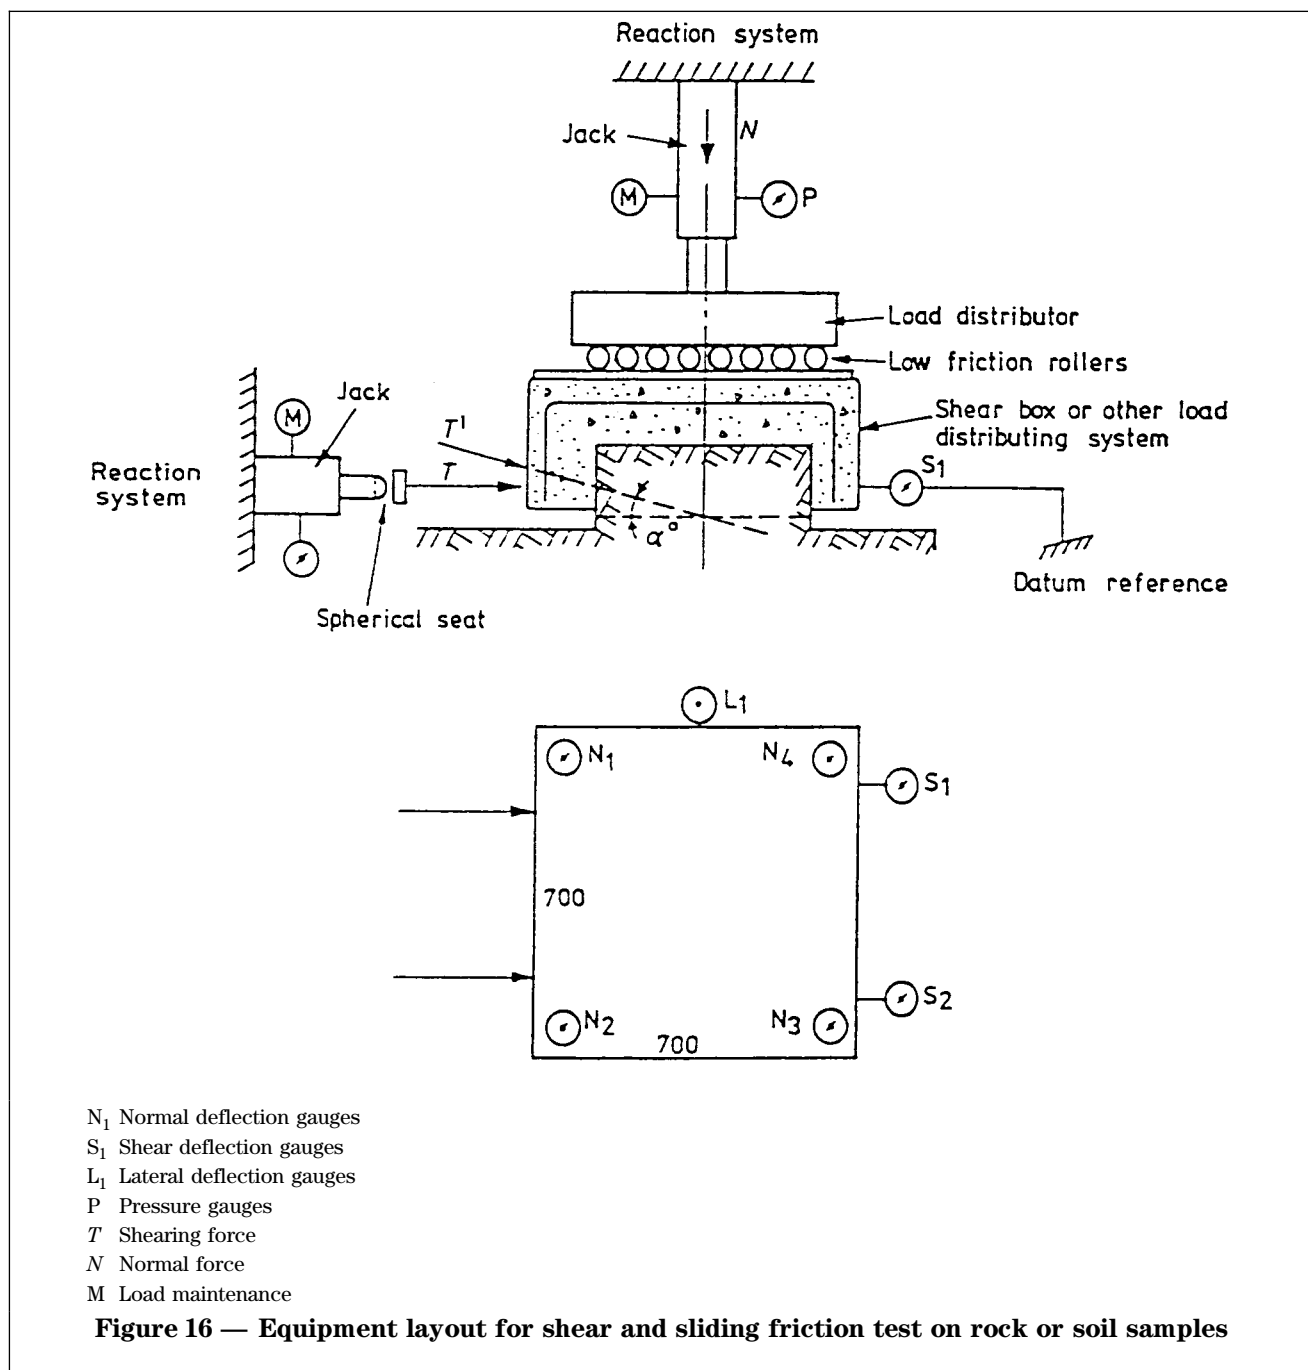 Reaction system
Jack
N
M
P
Load distributor
Low friction rollers
Shear box or other load
distributing system
Jack
M
T'
T
Reaction
system
S1
α°
Datum reference
Spherical seat
L1
N1
N4
S1
700
S2
N2
N3
700
N1 Normal deflection gauges
S1 Shear deflection gauges
L1 Lateral deflection gauges
P Pressure gauges
T Shearing force
N Normal force
M Load maintenance
Figure 16 — Equipment layout for shear and sliding friction test on rock or soil samples